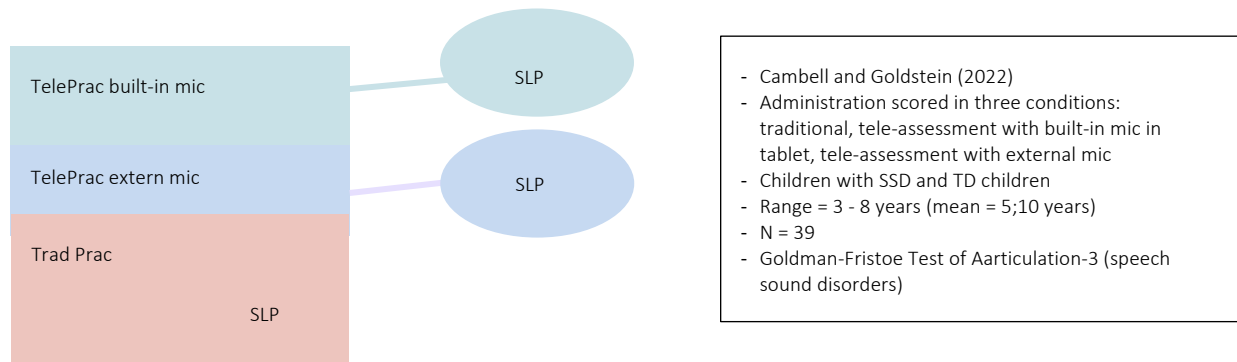 TelePrac built-in mic
SLP
TelePrac extern mic
SLP
Trad Prac
SLP
- Cambell and Goldstein (2022)
- Administration scored in three conditions:
traditional, tele-assessment with built-in mic in
tablet, tele-assessment with external mic
- Children with SSD and TD children
- Range = 3 - 8 years (mean = 5;10 years)
- N = 39
- Goldman-Fristoe Test of Aarticulation-3 (speech
sound disorders)